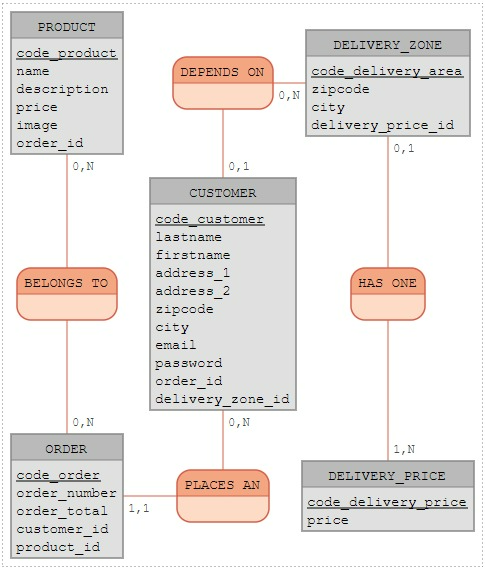 PRODUCT
code_product
name
description
price
image
order_id
0,N
DEPENDS ON
0,N
0,1
DELIVERY_ZONE
code_delivery_area
zipcode
city
delivery_price_id
0,1
CUSTOMER
code_customer
lastname
firstname
address_1
address_2
zipcode
city
email
password
order_id
delivery_zone_id
0,N
BELONGS TO
0,N
HAS ONE
1,N
ORDER
code_order
order_number
order_total
customer_id
product_id
1,1
PLACES AN
DELIVERY_PRICE
code_delivery_price
price